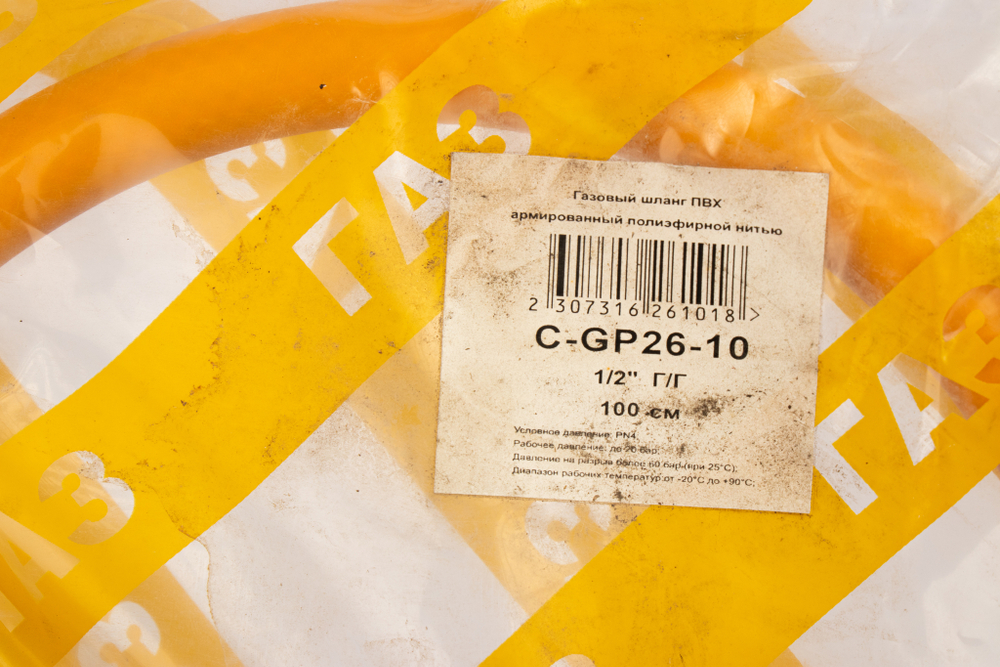 ГАЗ
Газовый шланг ПВХ
армированный полиэфирной нитью
2 307316 261018 >
C-GP26-10
1/2" Г/Г
100 см
Условное давление: PN4;
Рабочее давление: до 20 бар;
Давление на разрыв более 60 бар(при 25°C);
Диапазон рабочих температур:от -20°C до +90°C;
ГАЗ
ГАЗ